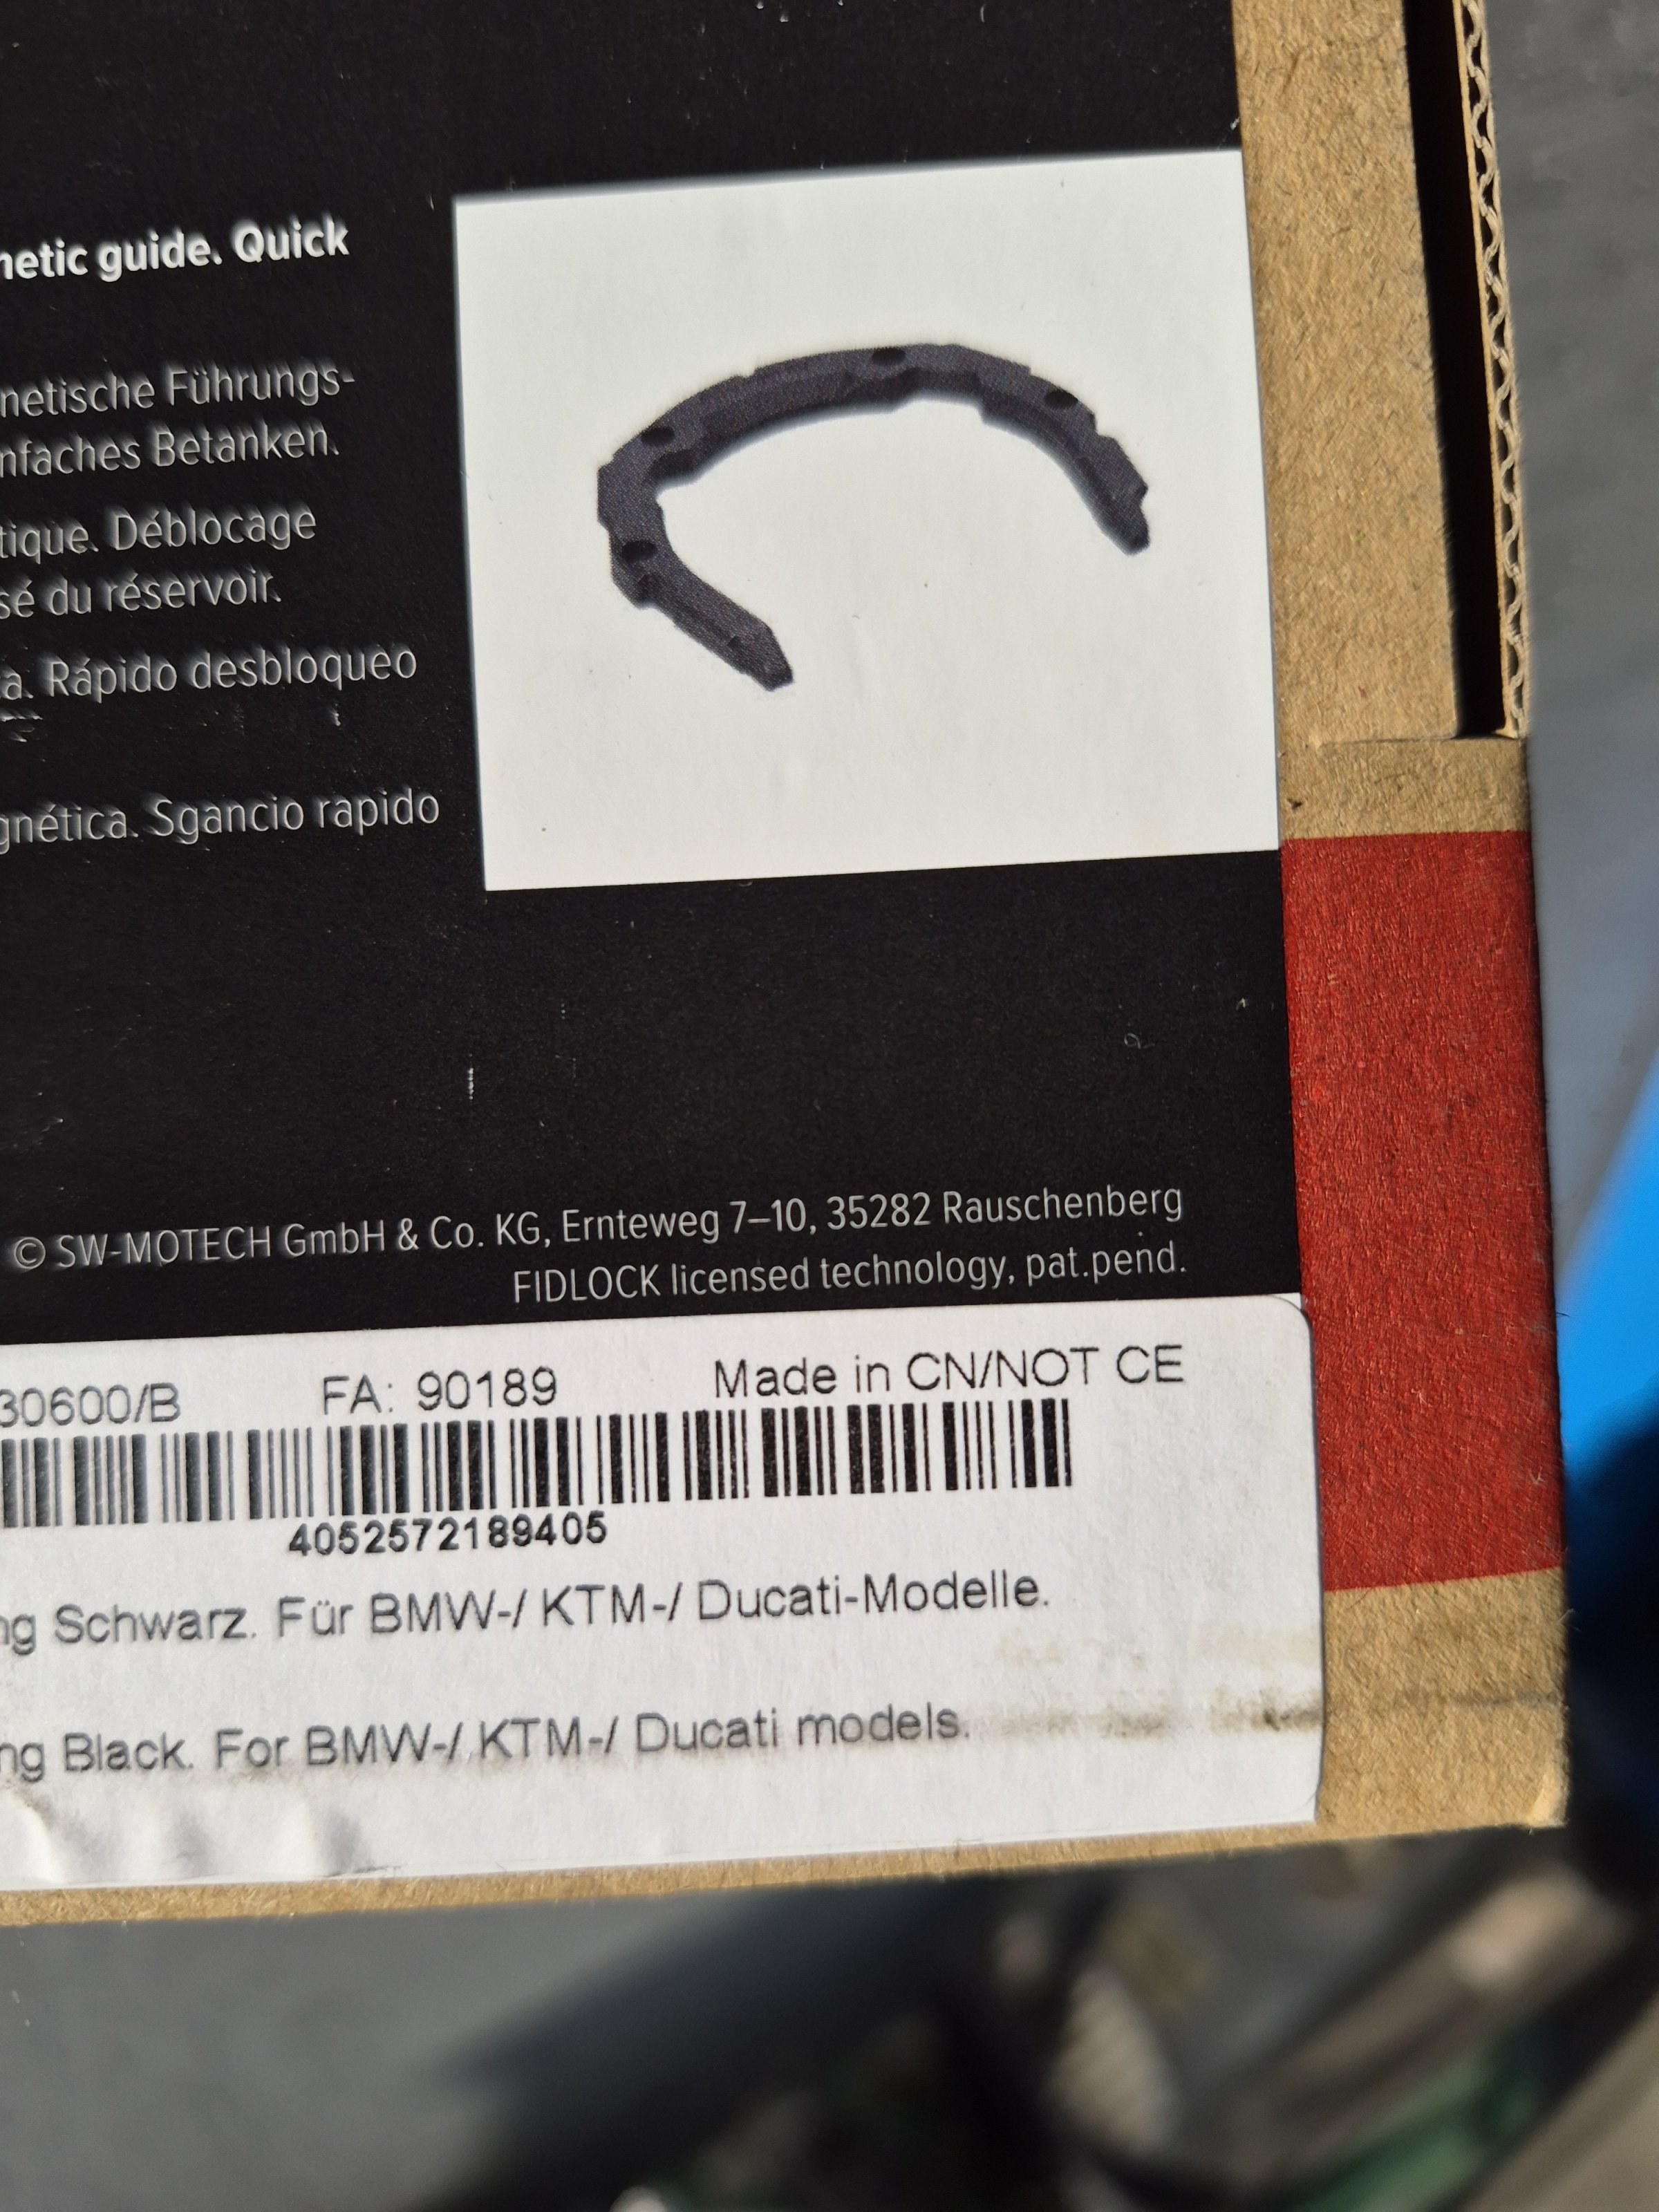 netic guide. Quick
netische Führungs-
nfaches Betanken.
tique. Déblocage
sé du réservoir.
a. Rápido desbloqueo
gnética. Sgancio rapido
© SW-MOTECH GmbH & Co. KG, Ernteweg 7–10, 35282 Rauschenberg
FIDLOCK licensed technology, pat.pend.
30600/B FA: 90189 Made in CN/NOT CE
4052572189405
ng Schwarz. Für BMW-/ KTM-/ Ducati-Modelle.
ng Black. For BMW-/ KTM-/ Ducati models.